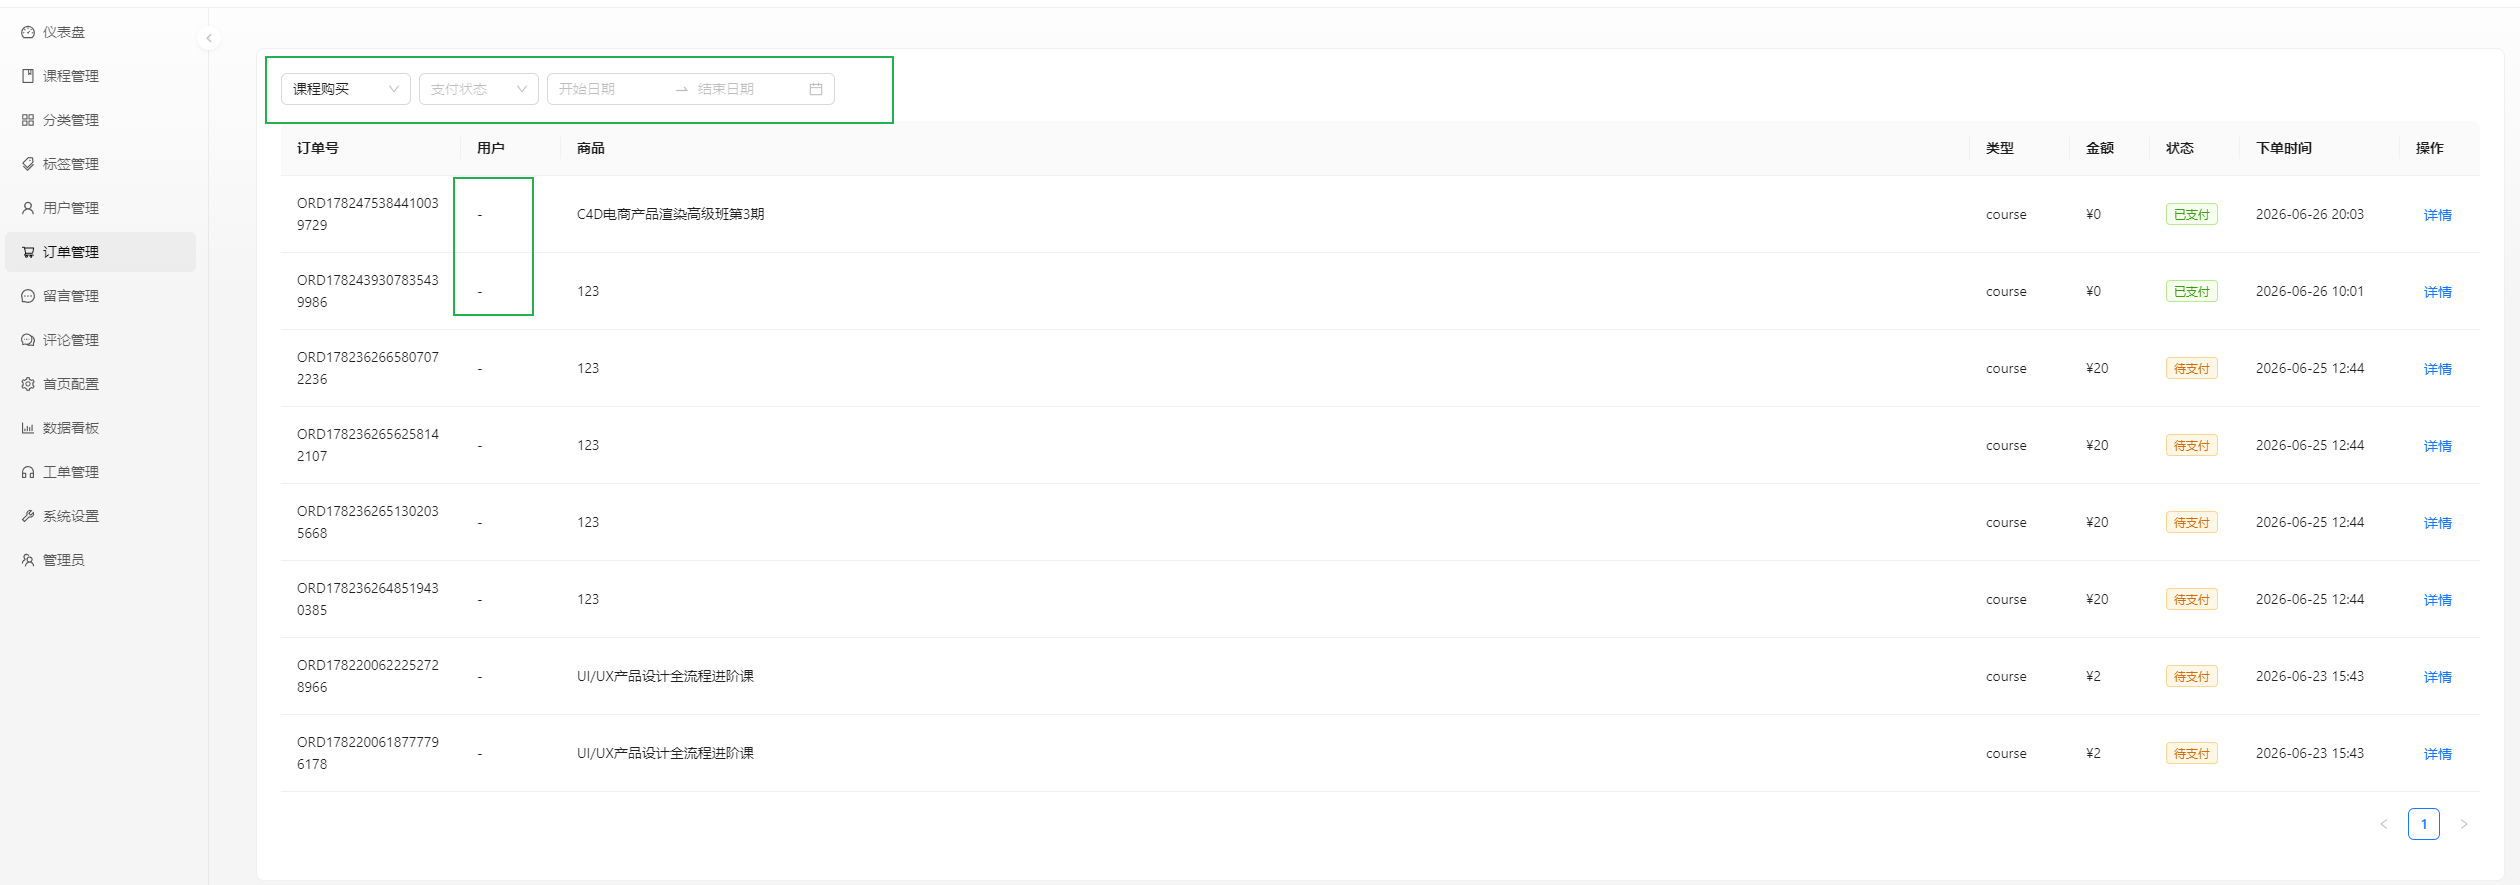 仪表盘
课程管理
分类管理
标签管理
用户管理
订单管理
留言管理
评论管理
首页配置
数据看板
工单管理
系统设置
管理员
课程购买 支付状态 开始日期 → 结束日期
订单号 用户 商品 类型 金额 状态 下单时间 操作
ORD178247538441003
9729 - C4D电商产品渲染高级班第3期 course ¥0 已支付 2026-06-26 20:03 详情
ORD178243930783543
9986 - 123 course ¥0 已支付 2026-06-26 10:01 详情
ORD178236266580707
2236 - 123 course ¥20 待支付 2026-06-25 12:44 详情
ORD178236265625814
2107 - 123 course ¥20 待支付 2026-06-25 12:44 详情
ORD178236265130203
5668 - 123 course ¥20 待支付 2026-06-25 12:44 详情
ORD178236264851943
0385 - 123 course ¥20 待支付 2026-06-25 12:44 详情
ORD178220062225272
8966 - UI/UX产品设计全流程进阶课 course ¥2 待支付 2026-06-23 15:43 详情
ORD178220061877779
6178 - UI/UX产品设计全流程进阶课 course ¥2 待支付 2026-06-23 15:43 详情
< 1 >